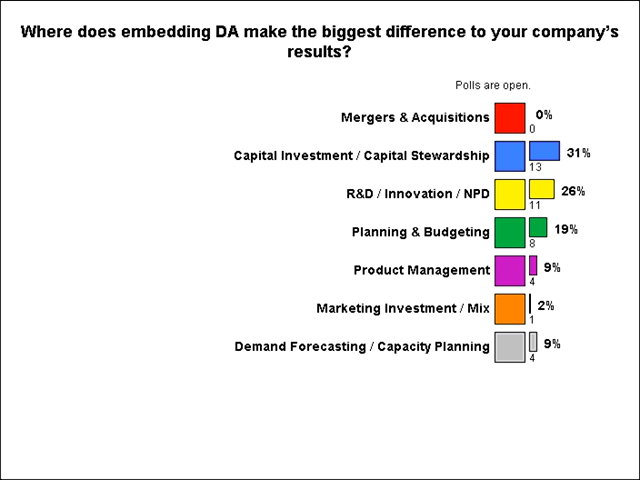 Where does embedding DA make the biggest difference to your company's
results?
Polls are open.
Mergers & Acquisitions 0%
0
Capital Investment / Capital Stewardship 31%
13
R&D / Innovation / NPD 26%
11
Planning & Budgeting 19%
8
Product Management 9%
4
Marketing Investment / Mix 2%
1
Demand Forecasting / Capacity Planning 9%
4